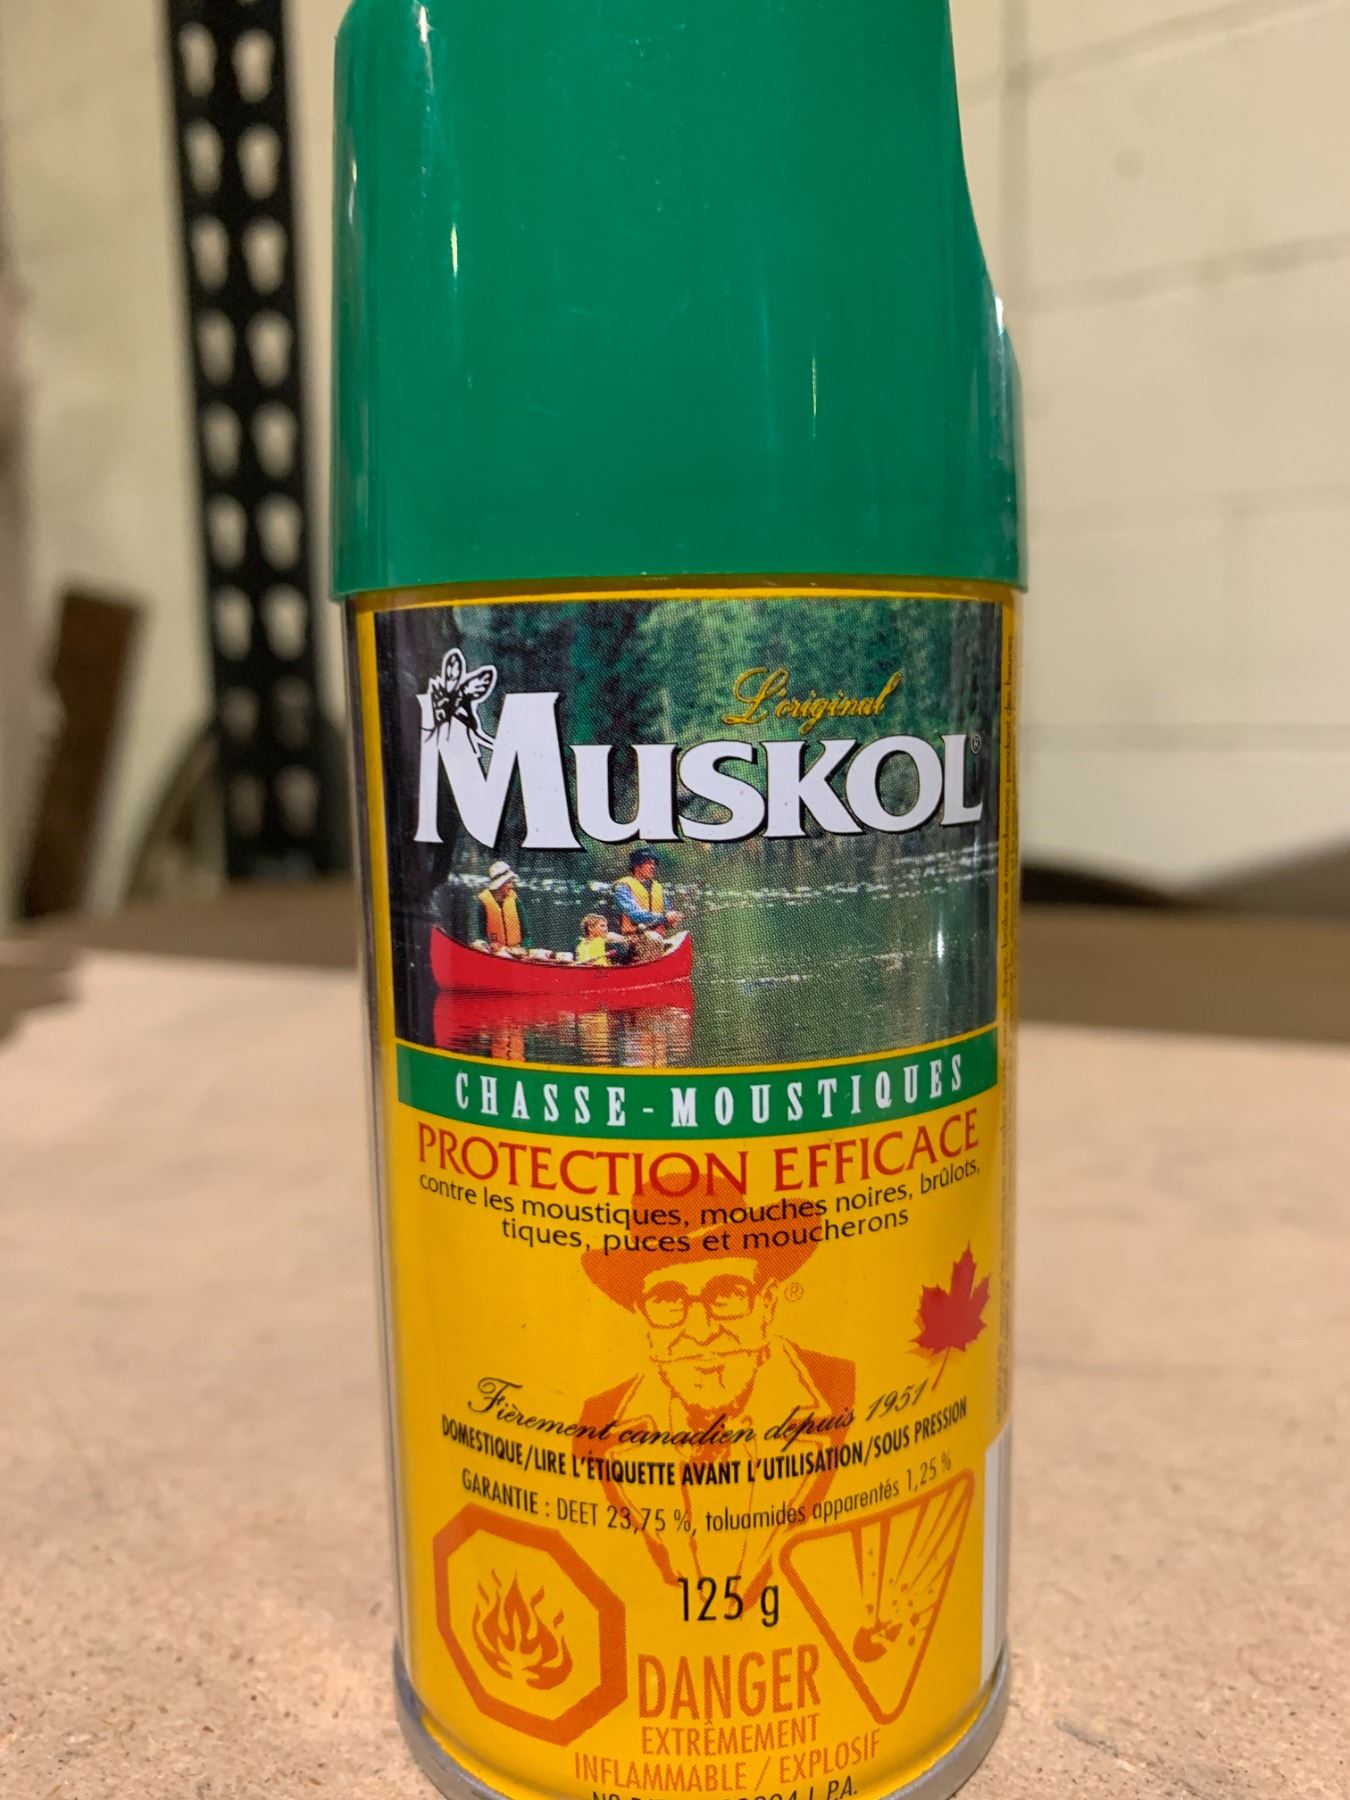 L'original
MUSKOL®
CHASSE-MOUSTIQUES
PROTECTION EFFICACE
contre les moustiques, mouches noires, brûlots,
tiques, puces et moucherons
®
Fièrement canadien depuis 1951
DOMESTIQUE/LIRE L'ÉTIQUETTE AVANT L'UTILISATION/SOUS PRESSION
GARANTIE : DEET 23,75 %, toluamides apparentés 1,25 %
125 g
DANGER
EXTRÊMEMENT
INFLAMMABLE / EXPLOSIF
L.P.A.